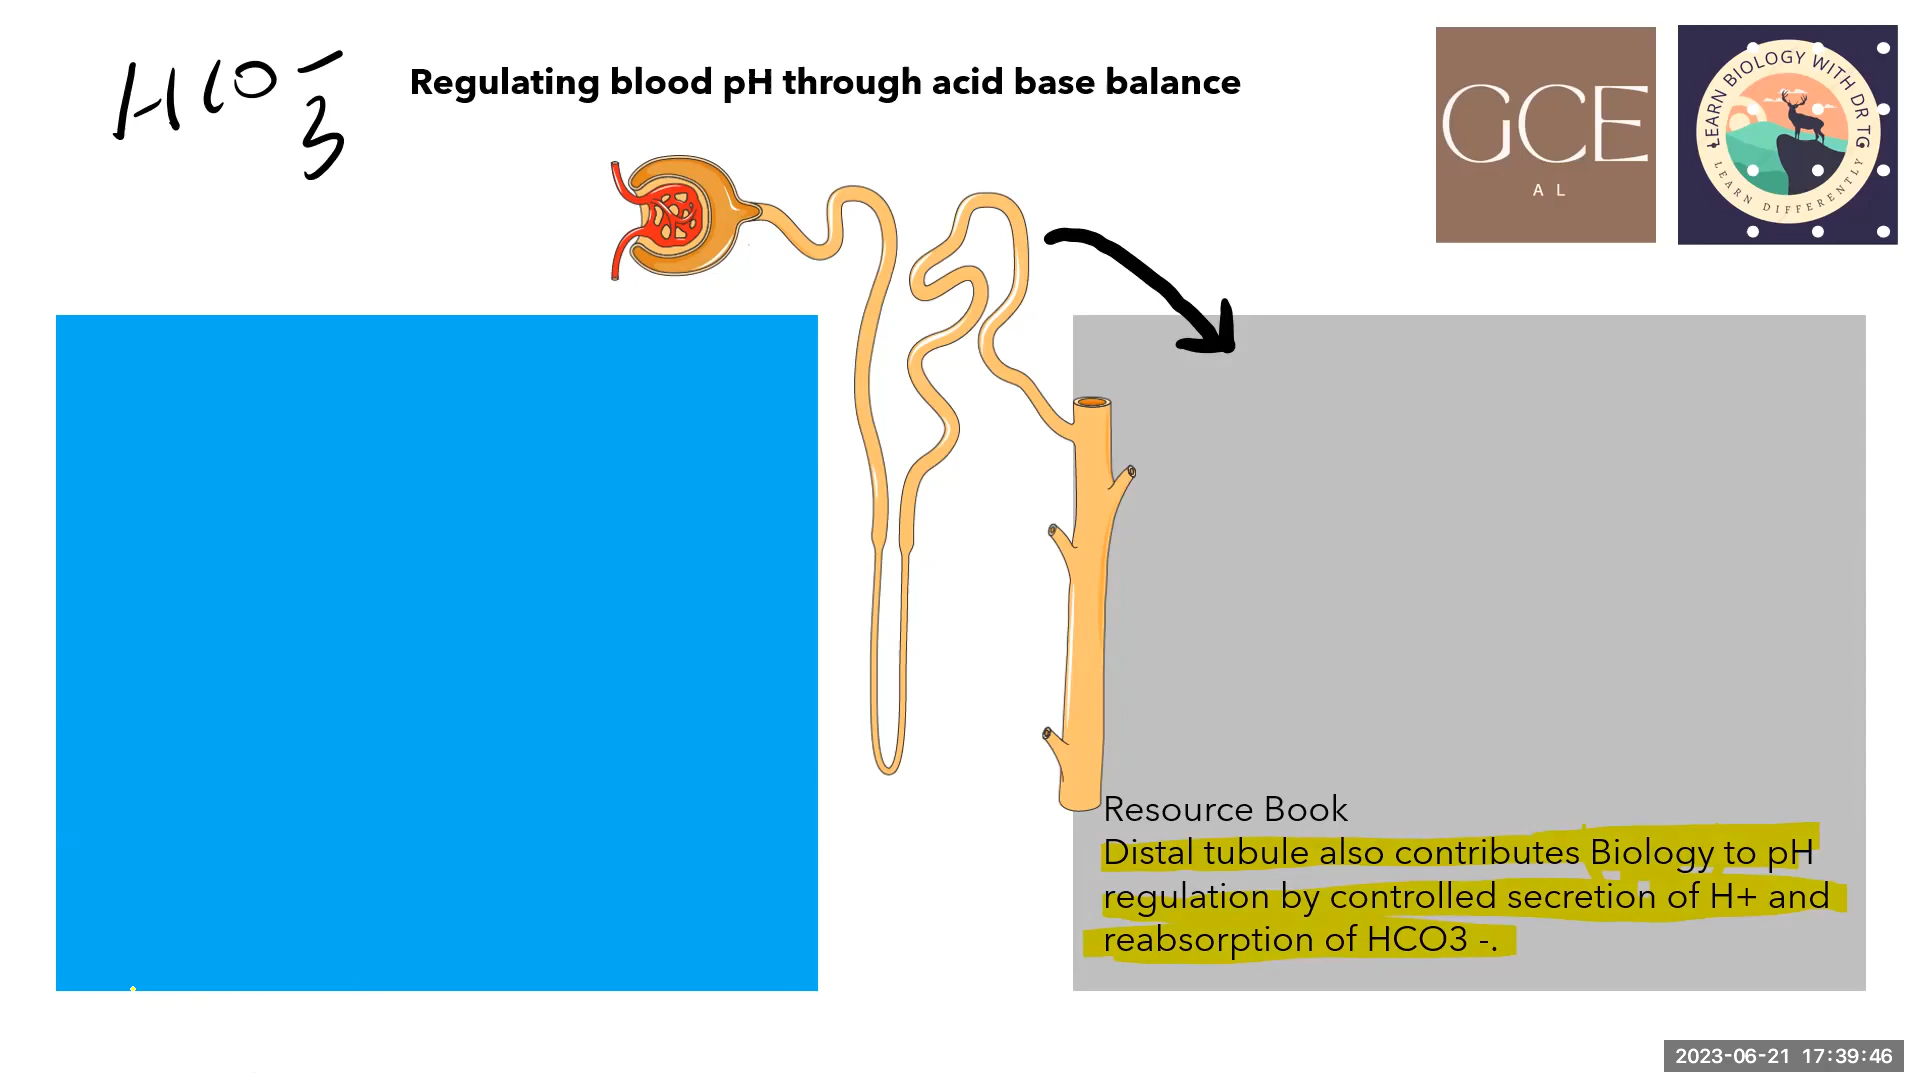 HCO3-
Regulating blood pH through acid base balance
GCE
AL
LEARN BIOLOGY WITH DR TG
LEARN DIFFERENTLY
Resource Book
Distal tubule also contributes Biology to pH
regulation by controlled secretion of H+ and
reabsorption of HCO3 -.
2023-06-21 17:39:46